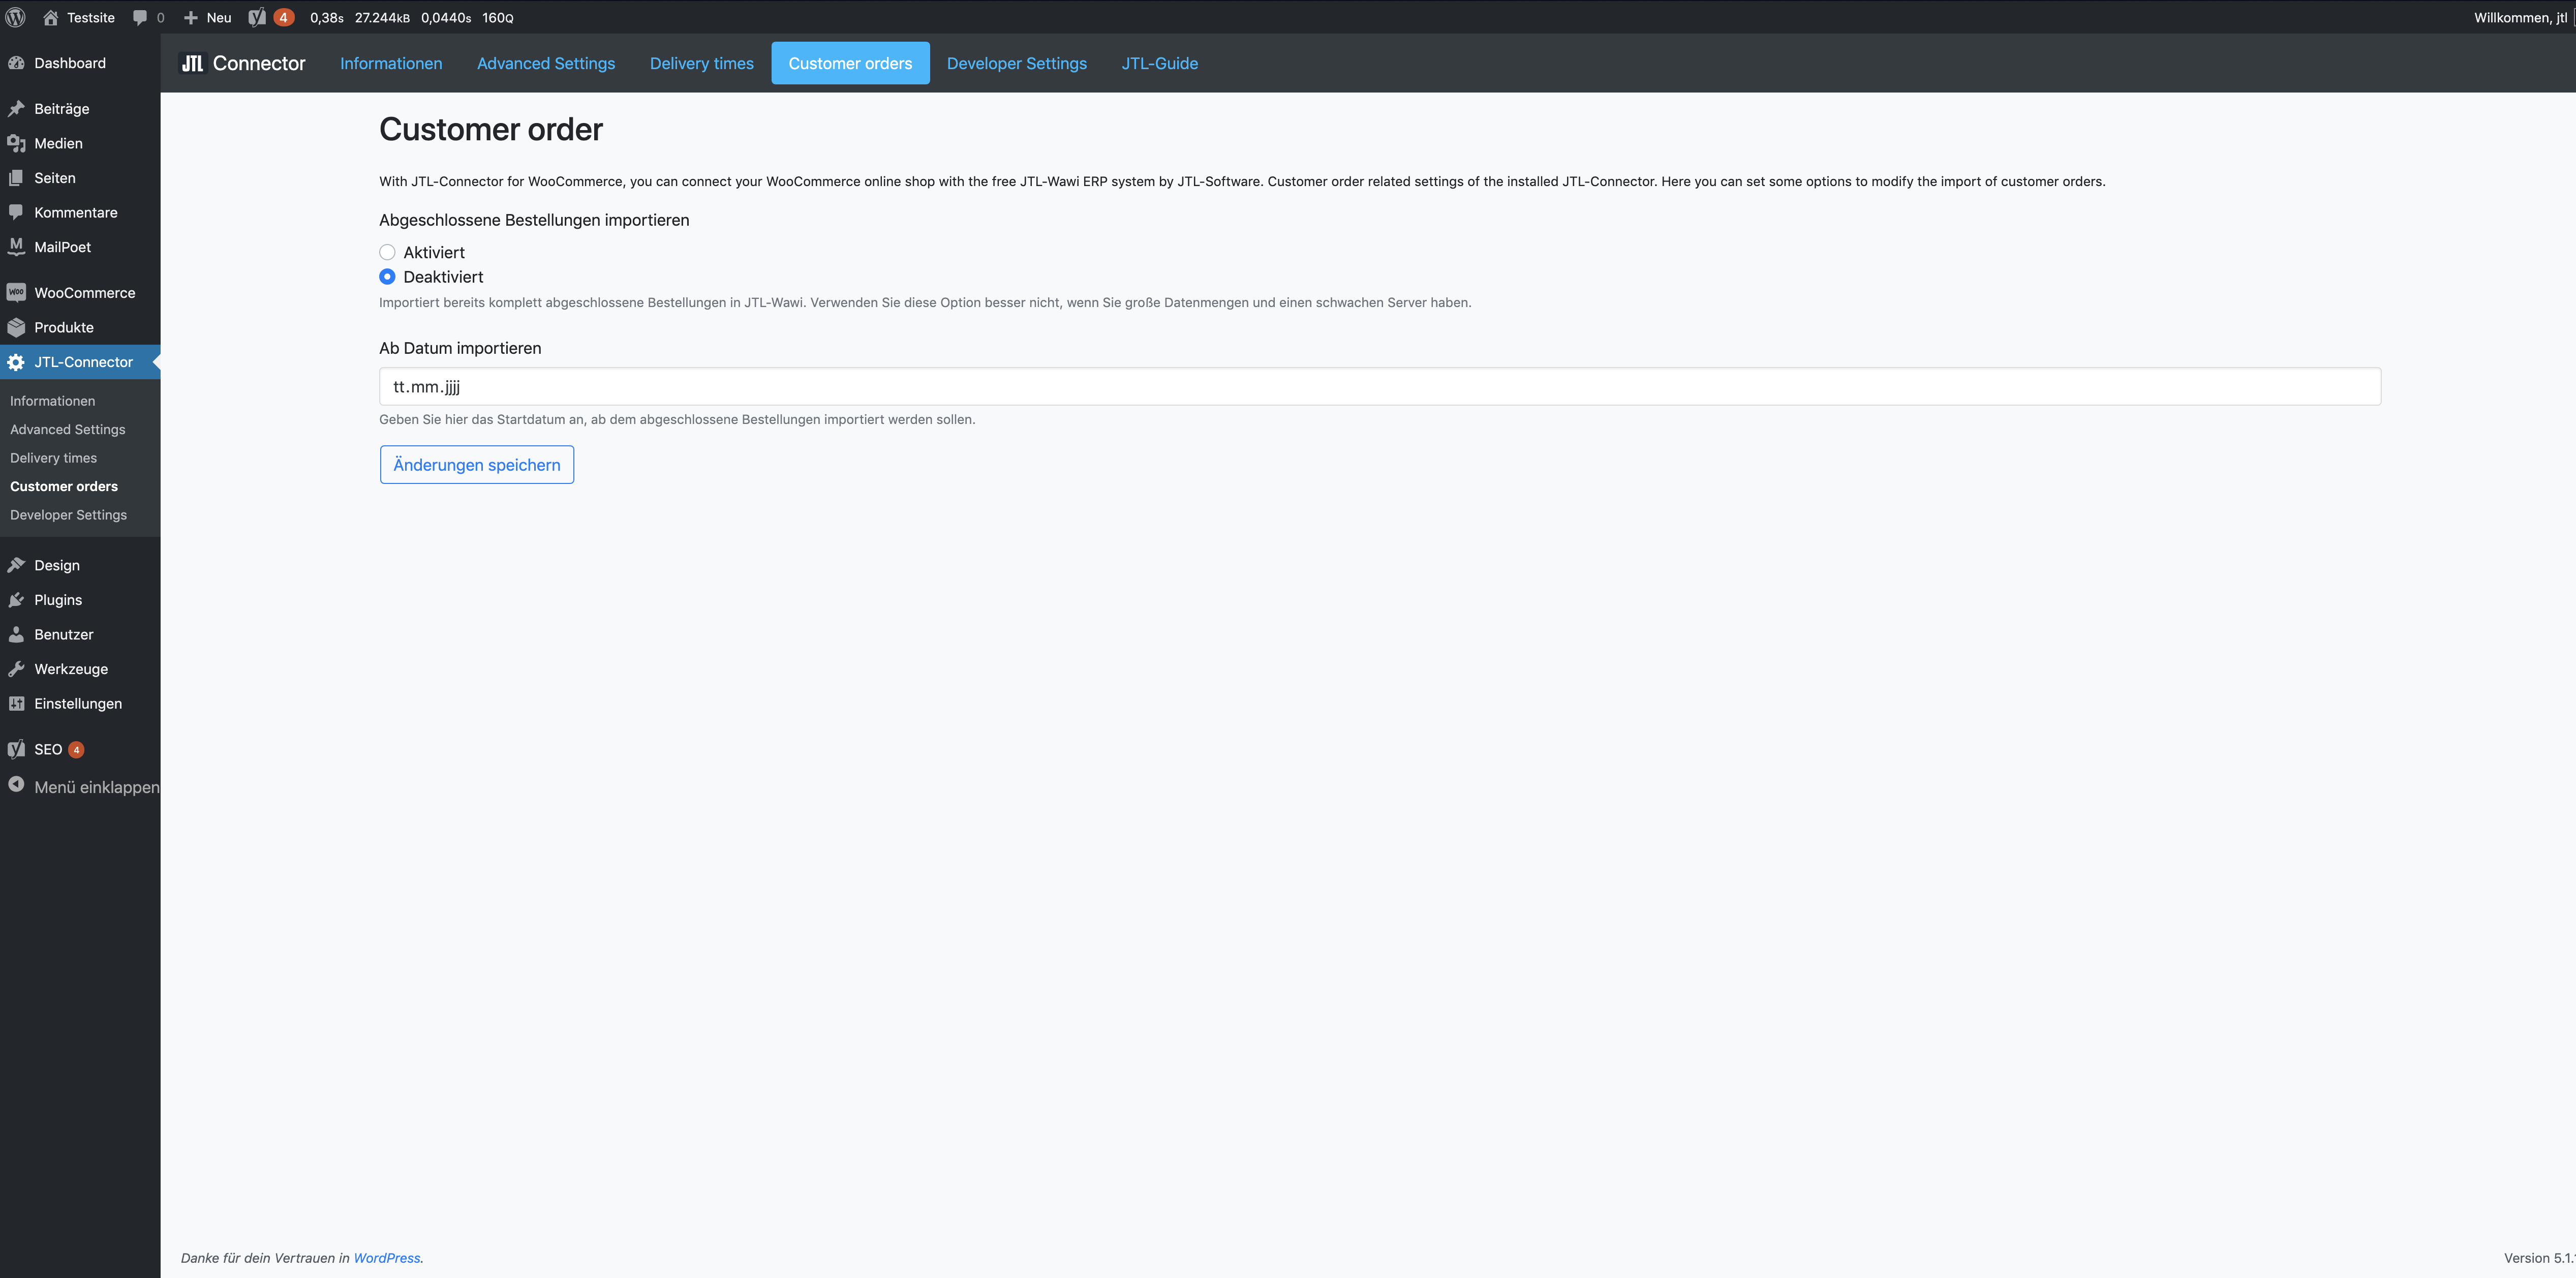 Testsite 0 Neu 4 0,38s 27.244kB 0,0440s 160Q Willkommen, jtl
JTL Connector Informationen Advanced Settings Delivery times Customer orders Developer Settings JTL-Guide
Dashboard
Beiträge
Medien
Seiten
Kommentare
MailPoet
WooCommerce
Produkte
JTL-Connector
Informationen
Advanced Settings
Delivery times
Customer orders
Developer Settings
Design
Plugins
Benutzer
Werkzeuge
Einstellungen
SEO 4
Menü einklappen
Customer order
With JTL-Connector for WooCommerce, you can connect your WooCommerce online shop with the free JTL-Wawi ERP system by JTL-Software. Customer order related settings of the installed JTL-Connector. Here you can set some options to modify the import of customer orders.
Abgeschlossene Bestellungen importieren
Aktiviert
Deaktiviert
Importiert bereits komplett abgeschlossene Bestellungen in JTL-Wawi. Verwenden Sie diese Option besser nicht, wenn Sie große Datenmengen und einen schwachen Server haben.
Ab Datum importieren
tt.mm.jjjj
Geben Sie hier das Startdatum an, ab dem abgeschlossene Bestellungen importiert werden sollen.
Änderungen speichern
Danke für dein Vertrauen in WordPress.
Version 5.1.